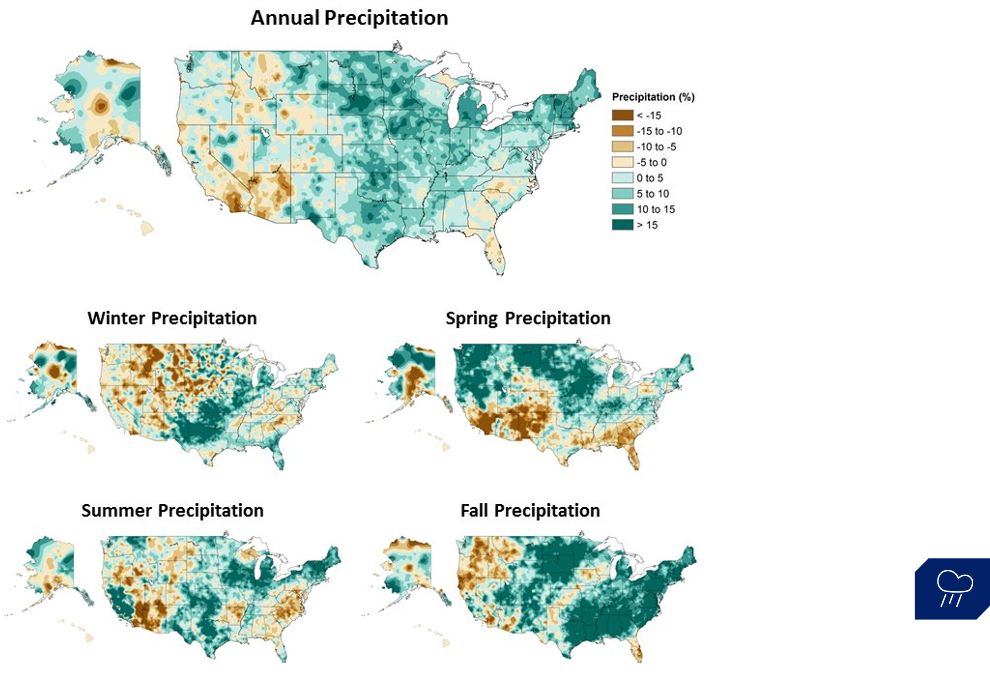 Annual Precipitation
Precipitation (%)
< -15
-15 to -10
-10 to -5
-5 to 0
0 to 5
5 to 10
10 to 15
> 15
Winter Precipitation
Spring Precipitation
Summer Precipitation
Fall Precipitation